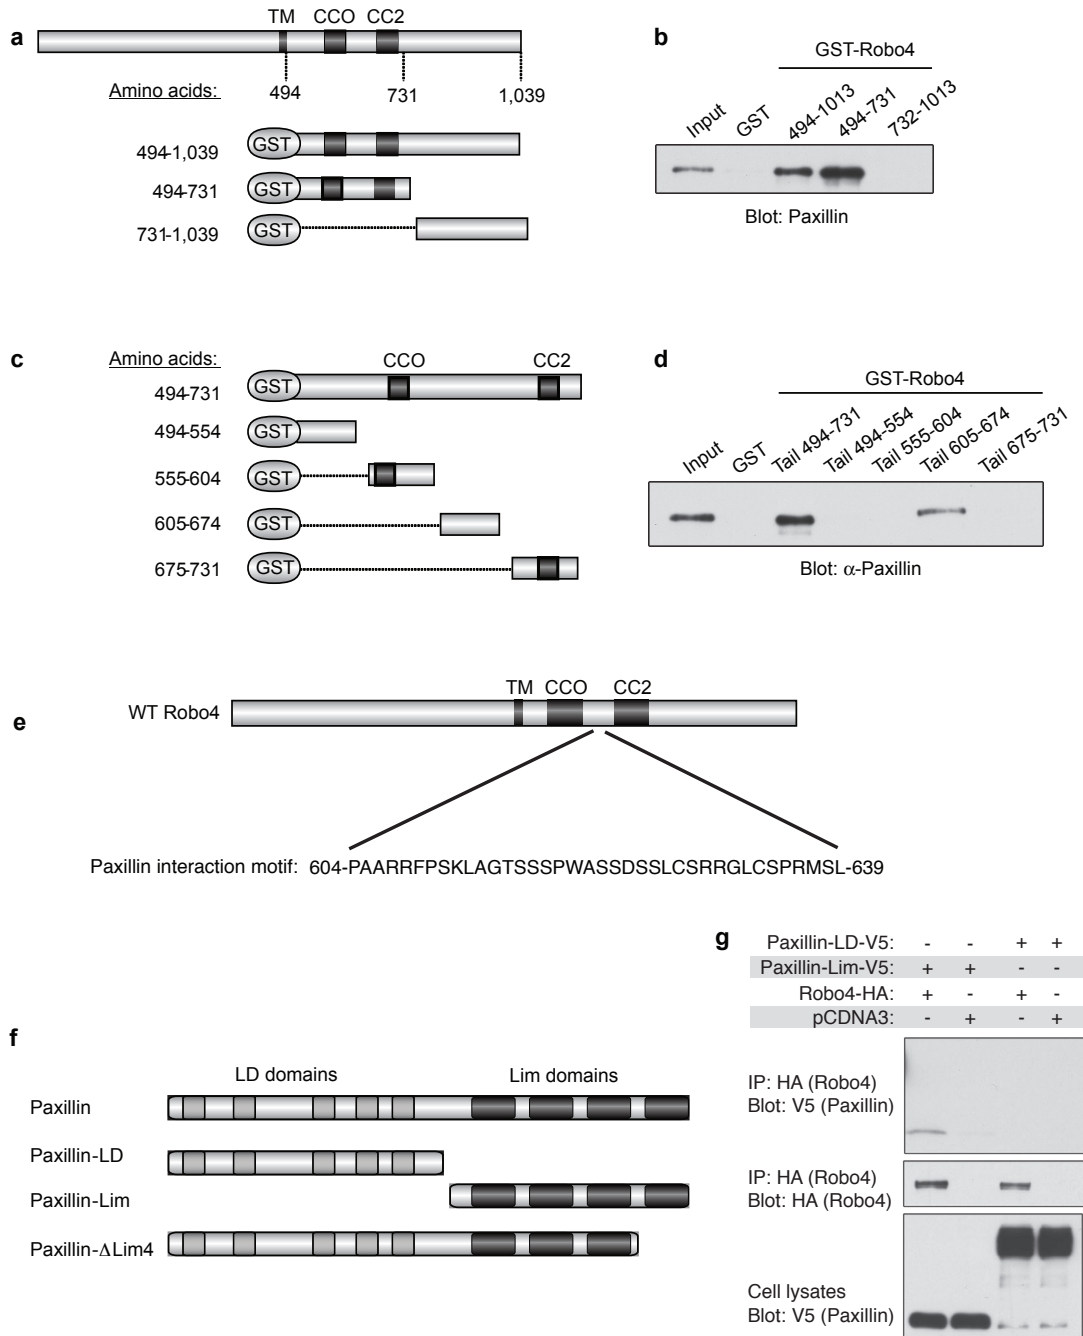 a
TM CCO CC2
Amino acids: 494 731 1,039
494-1,039 GST
494-731 GST
731-1,039 GST
b
GST-Robo4
Input GST 494-1013 494-731 732-1013
Blot: Paxillin
c
Amino acids: CCO CC2
494-731 GST
494-554 GST
555-604 GST
605-674 GST
675-731 GST
d
GST-Robo4
Input GST Tail 494-731 Tail 494-554 Tail 555-604 Tail 605-674 Tail 675-731
Blot: α-Paxillin
e
TM CCO CC2
WT Robo4
Paxillin interaction motif: 604-PAARRFPSKLAGTSSSPWASSDSSLCSRRGLCSPRMSL-639
f
LD domains Lim domains
Paxillin
Paxillin-LD
Paxillin-Lim
Paxillin-ΔLim4
g
Paxillin-LD-V5: - - + +
Paxillin-Lim-V5: + + - -
Robo4-HA: + - + -
pCDNA3: - + - +
IP: HA (Robo4)
Blot: V5 (Paxillin)
IP: HA (Robo4)
Blot: HA (Robo4)
Cell lysates
Blot: V5 (Paxillin)